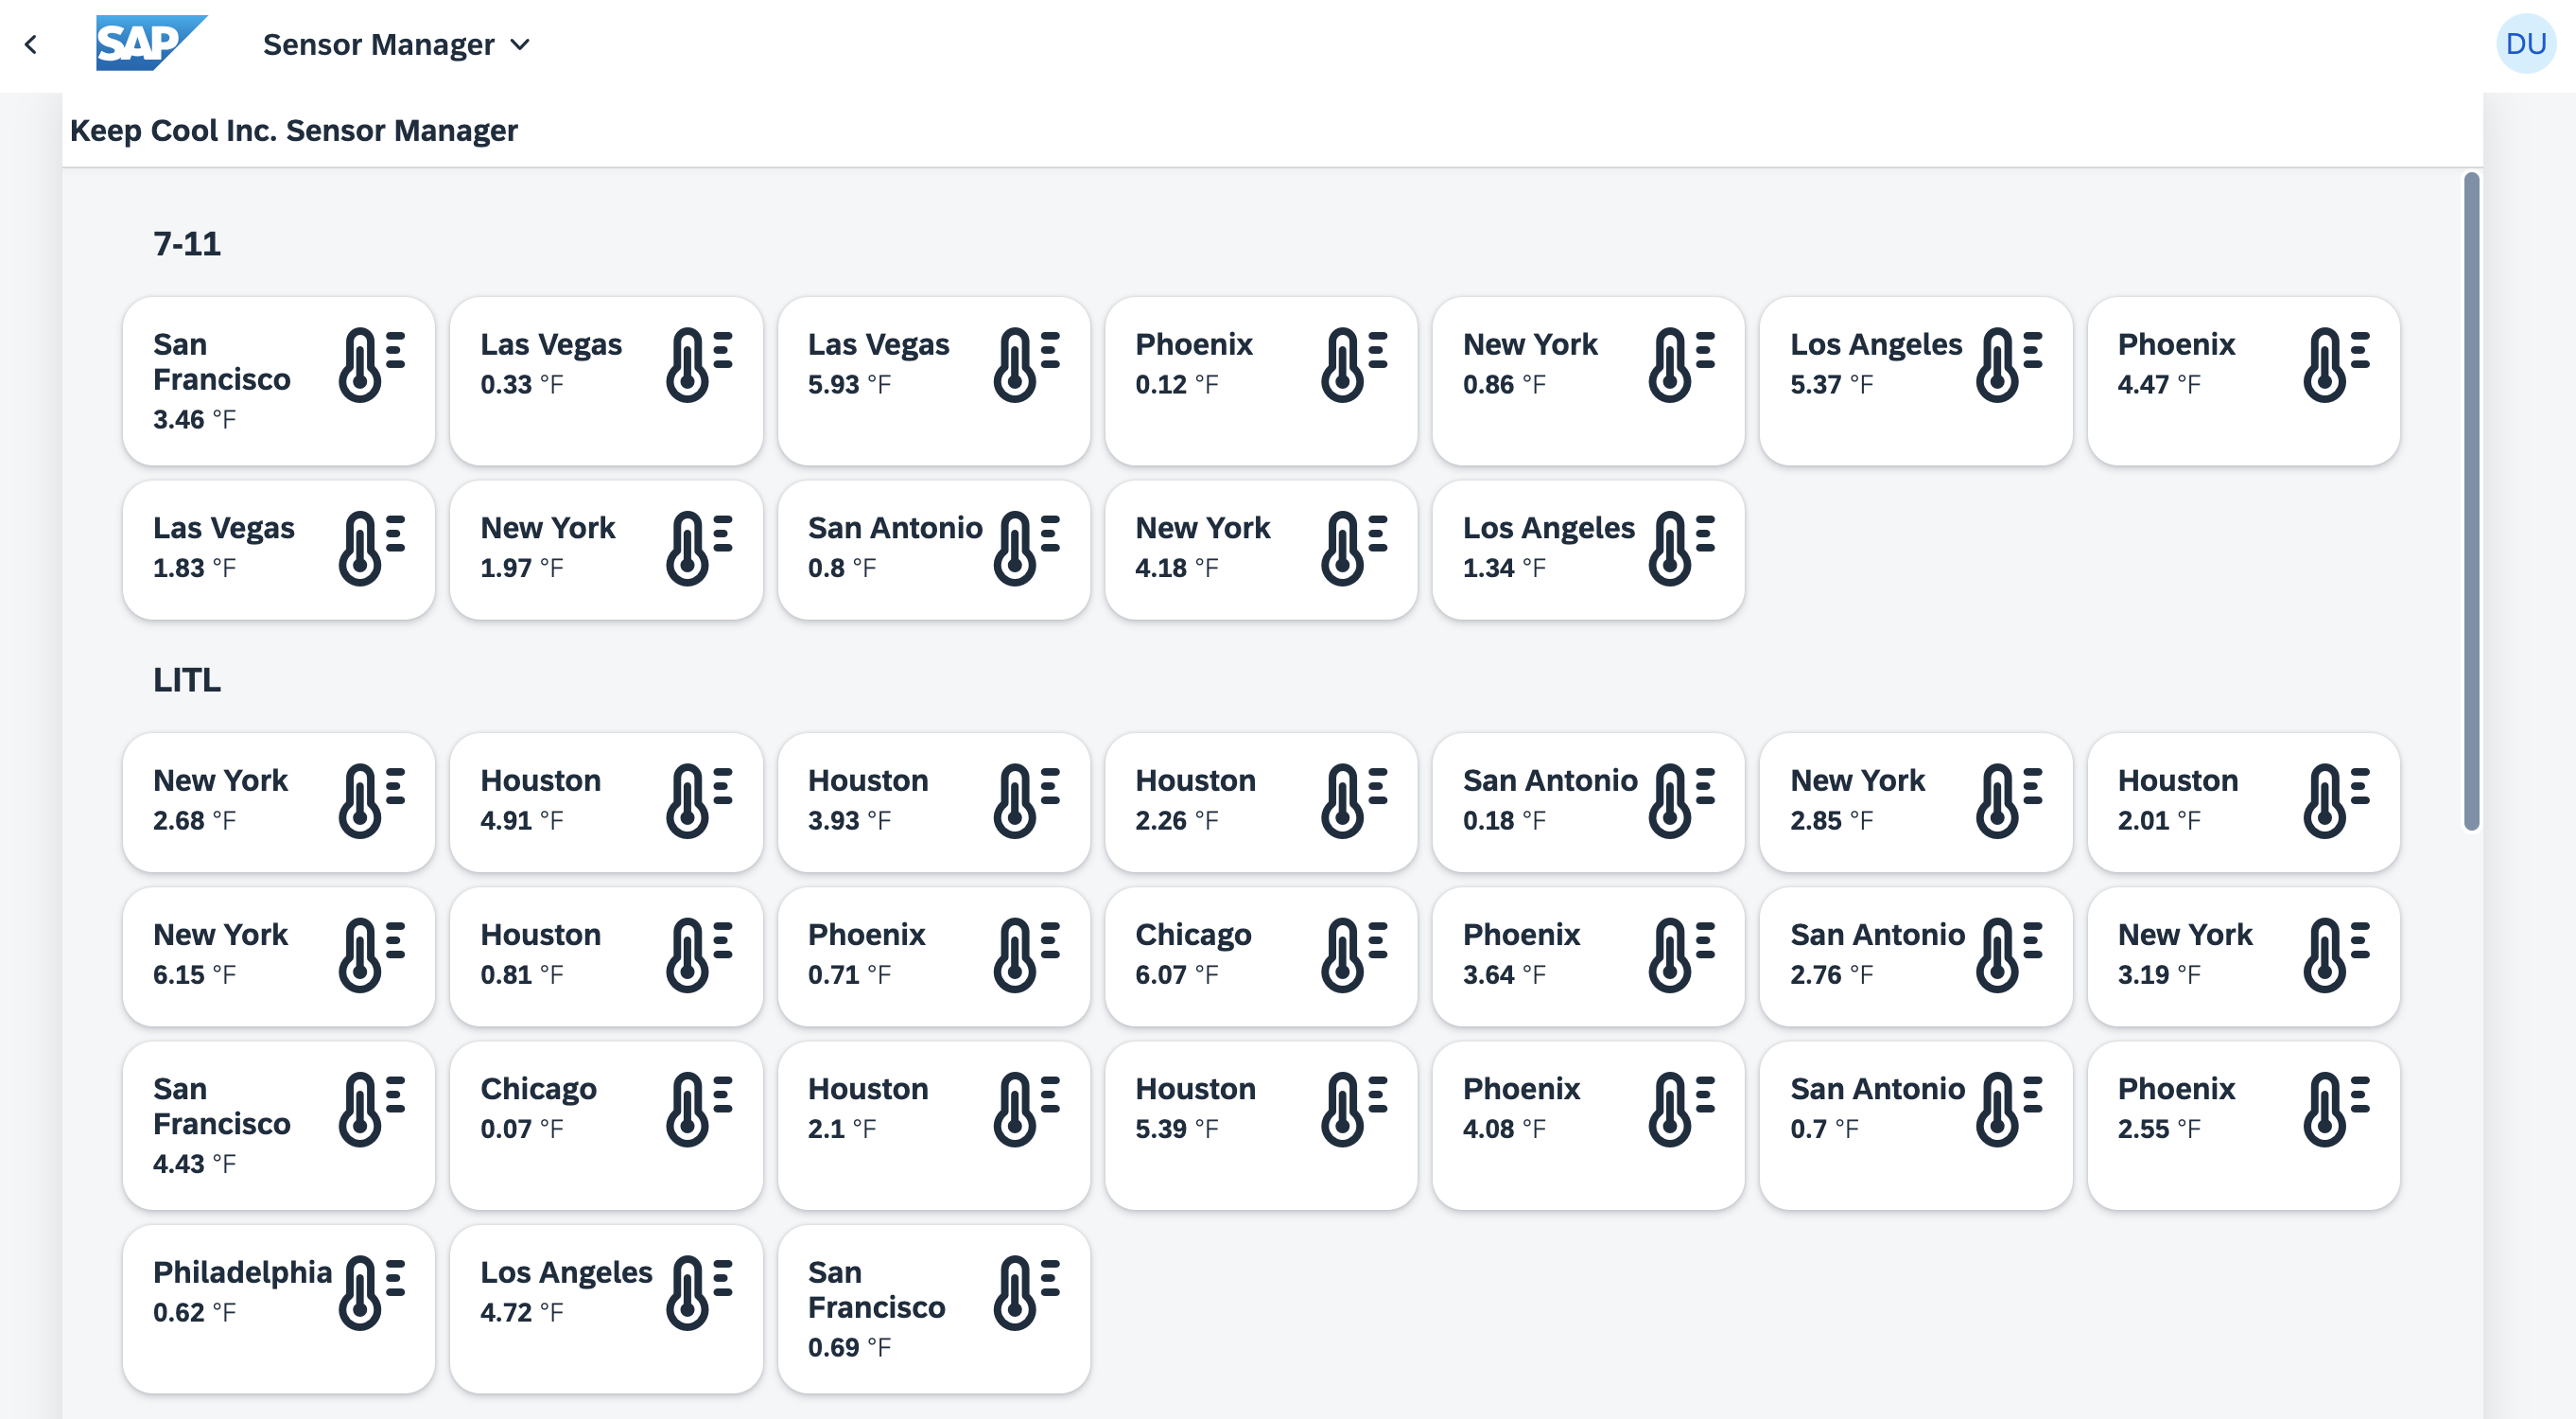 SAP
Sensor Manager
DU
Keep Cool Inc. Sensor Manager
7-11
San
Francisco
3.46 °F
Las Vegas
0.33 °F
Las Vegas
5.93 °F
Phoenix
0.12 °F
New York
0.86 °F
Los Angeles
5.37 °F
Phoenix
4.47 °F
Las Vegas
1.83 °F
New York
1.97 °F
San Antonio
0.8 °F
New York
4.18 °F
Los Angeles
1.34 °F
LITL
New York
2.68 °F
Houston
4.91 °F
Houston
3.93 °F
Houston
2.26 °F
San Antonio
0.18 °F
New York
2.85 °F
Houston
2.01 °F
New York
6.15 °F
Houston
0.81 °F
Phoenix
0.71 °F
Chicago
6.07 °F
Phoenix
3.64 °F
San Antonio
2.76 °F
New York
3.19 °F
San
Francisco
4.43 °F
Chicago
0.07 °F
Houston
2.1 °F
Houston
5.39 °F
Phoenix
4.08 °F
San Antonio
0.7 °F
Phoenix
2.55 °F
Philadelphia
0.62 °F
Los Angeles
4.72 °F
San
Francisco
0.69 °F